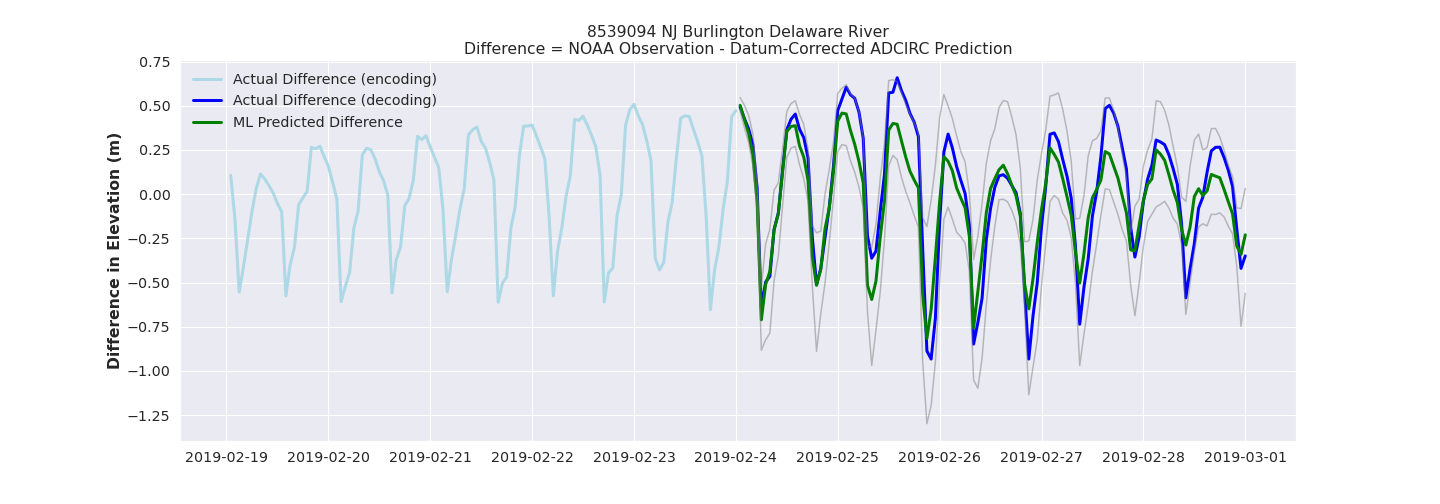 8539094 NJ Burlington Delaware River
Difference = NOAA Observation - Datum-Corrected ADCIRC Prediction
Difference in Elevation (m)
0.75
0.50
0.25
0.00
−0.25
−0.50
−0.75
−1.00
−1.25
Actual Difference (encoding)
Actual Difference (decoding)
ML Predicted Difference
2019-02-19 2019-02-20 2019-02-21 2019-02-22 2019-02-23 2019-02-24 2019-02-25 2019-02-26 2019-02-27 2019-02-28 2019-03-01